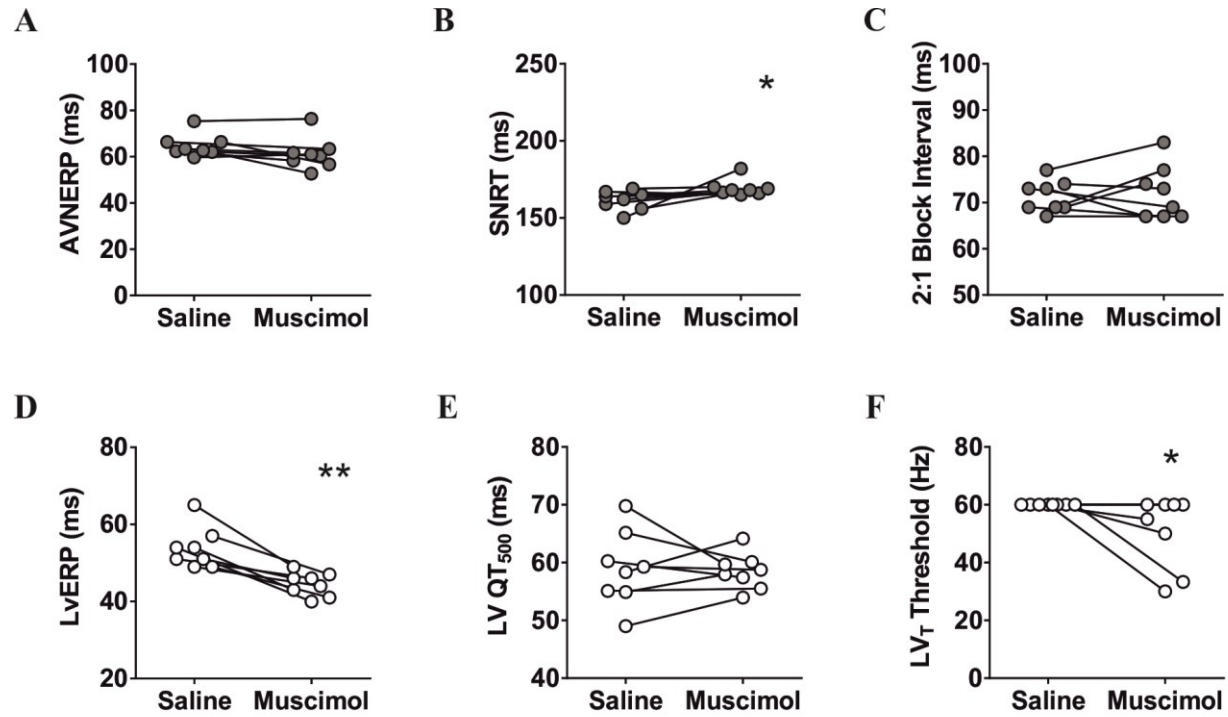 A
B
C
AVNERP (ms)
100
80
60
40
20
0
Saline Muscimol
SNRT (ms)
250
200
150
100
*
Saline Muscimol
2:1 Block Interval (ms)
100
90
80
70
60
50
Saline Muscimol
D
E
F
LvERP (ms)
80
60
40
20
**
Saline Muscimol
LV QT500
80
70
60
50
40
Saline Muscimol
LVT Threshold (Hz)
80
60
40
20
0
*
Saline Muscimol